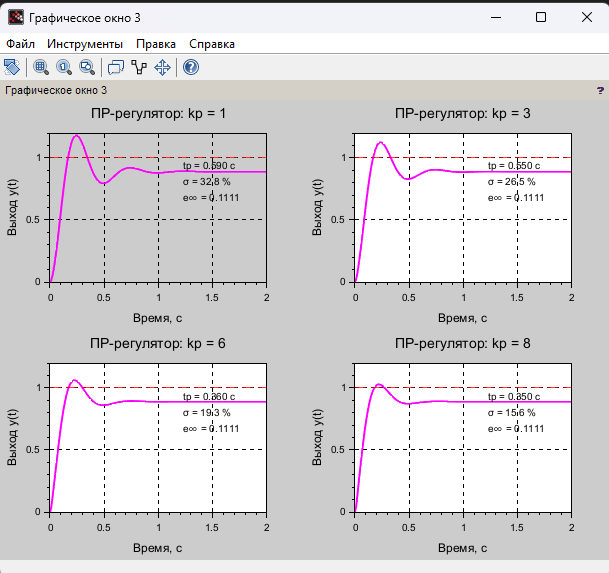 Графическое окно 3
Файл Инструменты Правка Справка
Графическое окно 3 ?
ПР-регулятор: kp = 1
1
0.5
0
Выход y(t)
tp = 0.590 c
σ = 32.8 %
e∞ = 0.1111
0 0.5 1 1.5 2
Время, с
ПР-регулятор: kp = 3
1
0.5
0
Выход y(t)
tp = 0.550 c
σ = 26.5 %
e∞ = 0.1111
0 0.5 1 1.5 2
Время, с
ПР-регулятор: kp = 6
1
0.5
0
Выход y(t)
tp = 0.360 c
σ = 19.3 %
e∞ = 0.1111
0 0.5 1 1.5 2
Время, с
ПР-регулятор: kp = 8
1
0.5
0
Выход y(t)
tp = 0.350 c
σ = 15.6 %
e∞ = 0.1111
0 0.5 1 1.5 2
Время, с